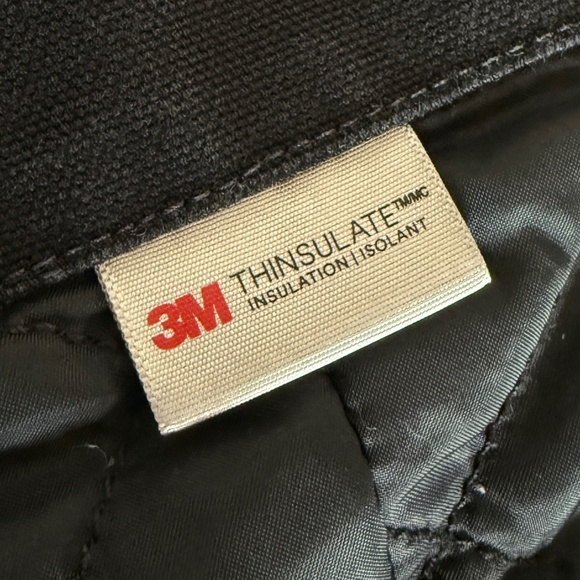 3M THINSULATE™/MC
INSULATION | ISOLANT